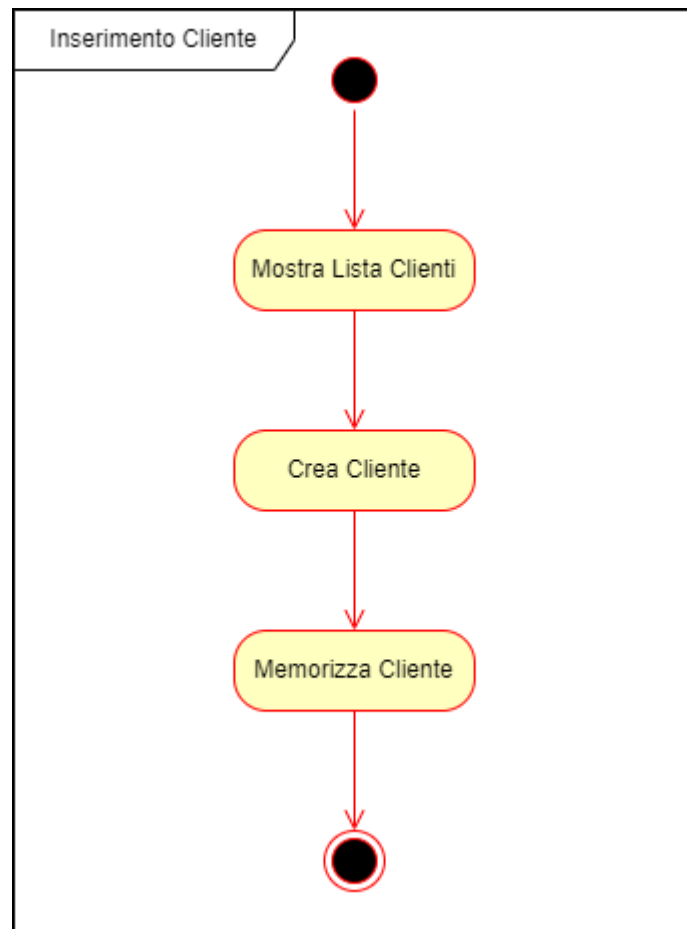 Inserimento Cliente
Mostra Lista Clienti
Crea Cliente
Memorizza Cliente